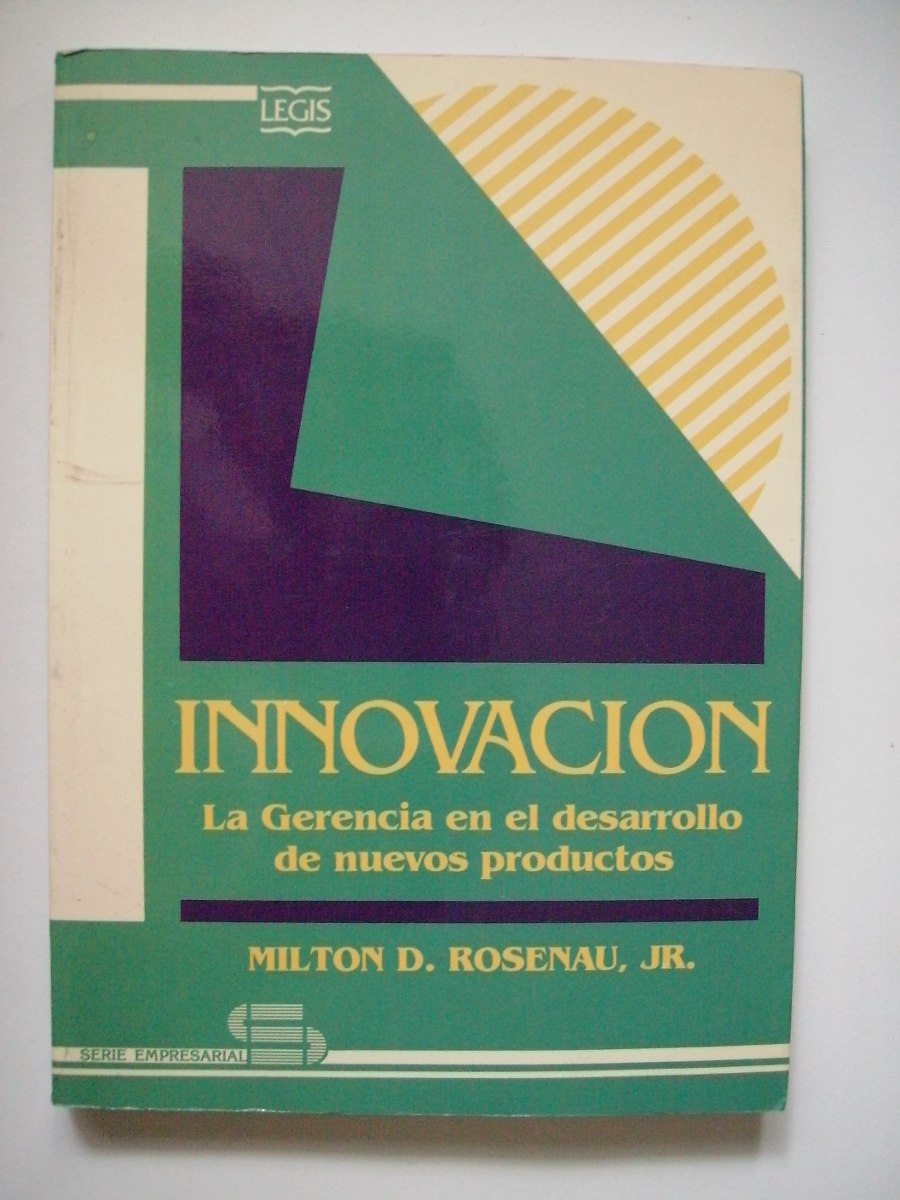 LEGIS
INNOVACION
La Gerencia en el desarrollo
de nuevos productos
MILTON D. ROSENAU, JR.
SERIE EMPRESARIAL